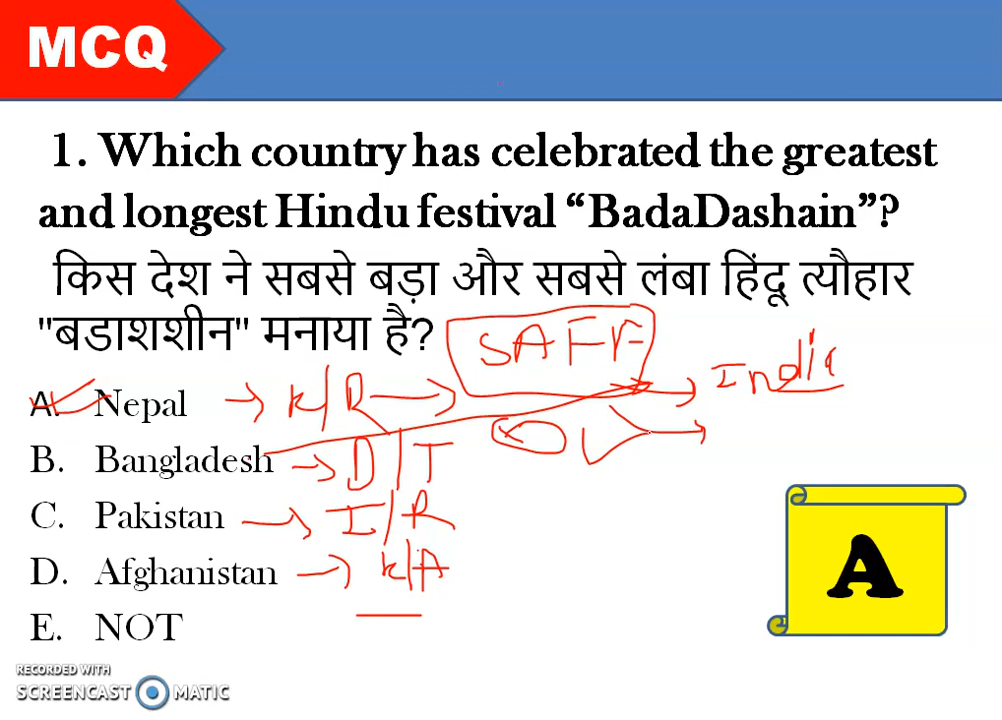 MCQ
1. Which country has celebrated the greatest
and longest Hindu festival “BadaDashain”?
किस देश ने सबसे बड़ा और सबसे लंबा हिंदू त्यौहार
"बडाशशीन" मनाया है?
SAFF
India
A. Nepal → K/R →
B. Bangladesh → D/T
C. Pakistan → I/R
D. Afghanistan → K/A
E. NOT
A
RECORDED WITH
SCREENCAST MATIC